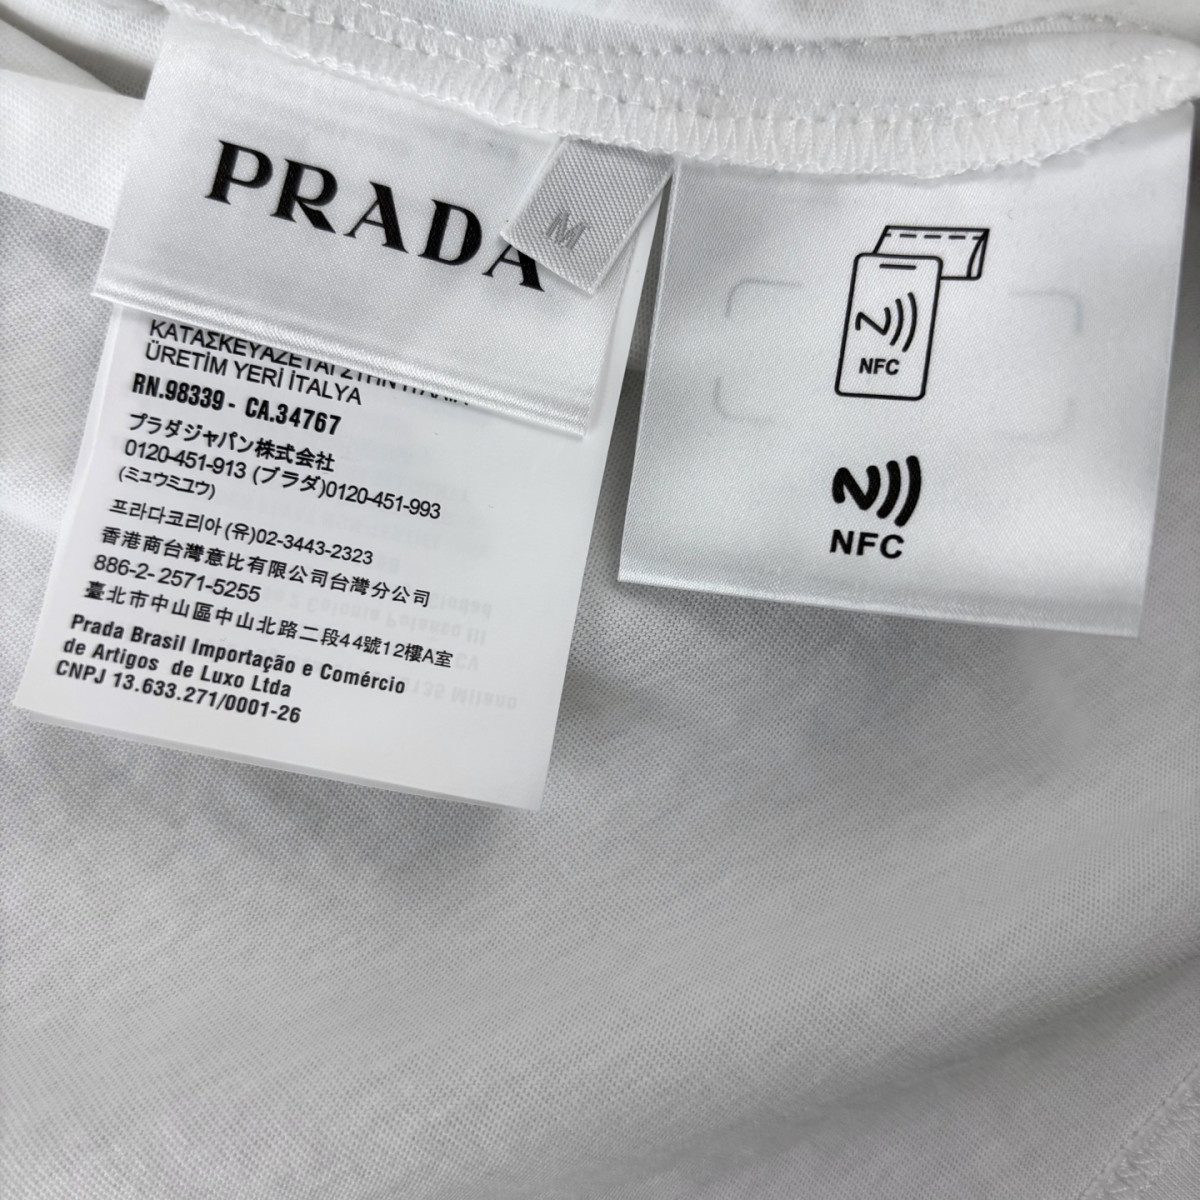 PRADA
M
ÜRETİM YERİ İTALYA
RN.98339 - CA.34767
プラダジャパン株式会社
0120-451-913 (プラダ)0120-451-993
(ミュウミュウ)
프라다코리아(유)02-3443-2323
香港商台灣意比有限公司台灣分公司
886-2-2571-5255
臺北市中山區中山北路二段44號12樓A室
Prada Brasil Importação e Comércio
de Artigos de Luxo Ltda
CNPJ 13.633.271/0001-26
NFC
NFC